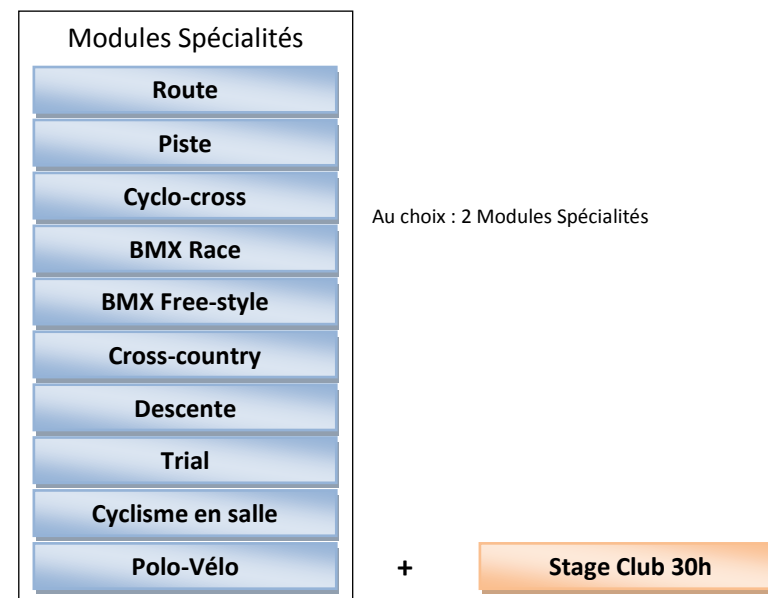 Modules Spécialités
Route
Piste
Cyclo-cross
Au choix : 2 Modules Spécialités
BMX Race
BMX Free-style
Cross-country
Descente
Trial
Cyclisme en salle
Polo-Vélo + Stage Club 30h